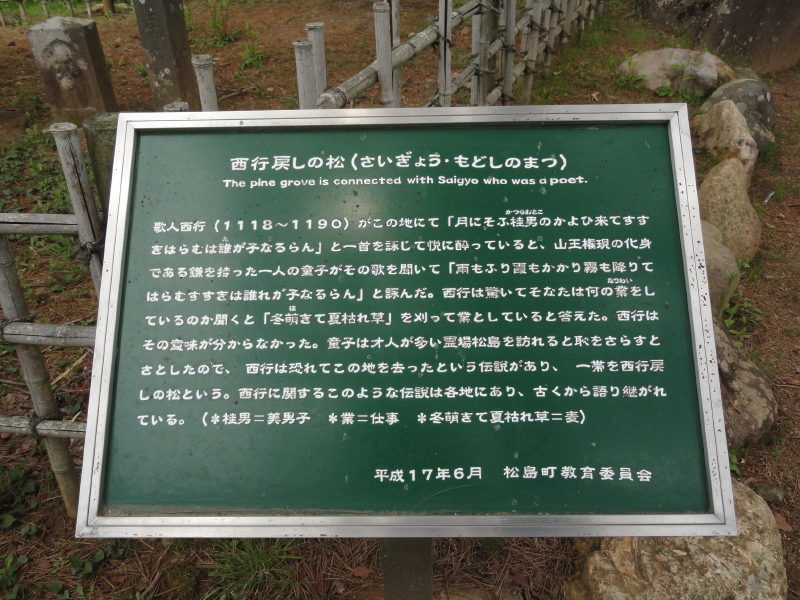 西行戻しの松(さいぎょう・もどしのまつ)
The pine grove is connected with Saigyo who was a poet.
かつらおとこ
歌人西行(1118~1190)がこの地にて「月にそふ桂男のかよひ来てすす
きはらむは誰が子なるらん」と一首を詠じて悦に酔っていると、山王権現の化身
である鎌を持った一人の童子がその歌を聞いて「雨もふり霞もかかり霧も降りて
なりわい
はらむすすきは誰れが子なるらん」と詠んだ。西行は驚いてそなたは何の業をし
ほ
ているのか聞くと「冬萌きて夏枯れ草」を刈って業としていると答えた。西行は
その意味が分からなかった。童子は才人が多い霊場松島を訪れると恥をさらすと
さとしたので、西行は恐れてこの地を去ったという伝説があり、一帯を西行戻
しの松という。西行に関するこのような伝説は各地にあり、古くから語り継がれ
ている。(*桂男=美男子 *業=仕事 *冬萌きて夏枯れ草=麦)
平成17年6月 松島町教育委員会